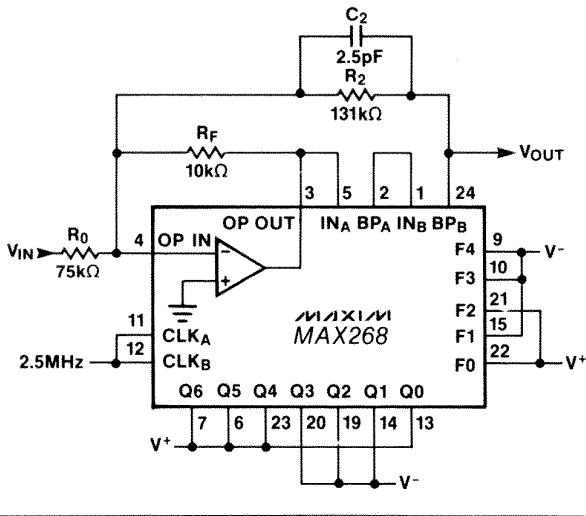 C2
2.5pF
R2
131kΩ
RF
10kΩ
VOUT
3 5 2 1 24
R0
75kΩ
VIN
4 OP IN
OP OUT INA BPA INB BPB
−
+
F4 9 V−
F3 10
F2 21
F1 15
F0 22 V+
MAXIM
MAX268
11
CLKA
12
CLKB
2.5MHz
Q6 Q5 Q4 Q3 Q2 Q1 Q0
7 6 23 20 19 14 13
V+
V−